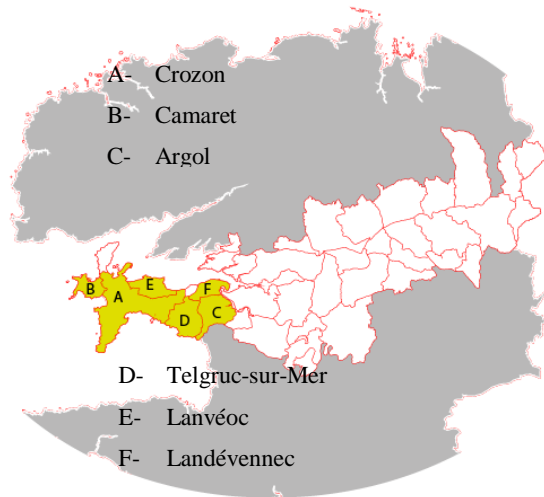 A- Crozon
B- Camaret
C- Argol
B
A
E
F
D
C
D- Telgruc-sur-Mer
E- Lanvéoc
F- Landévennec